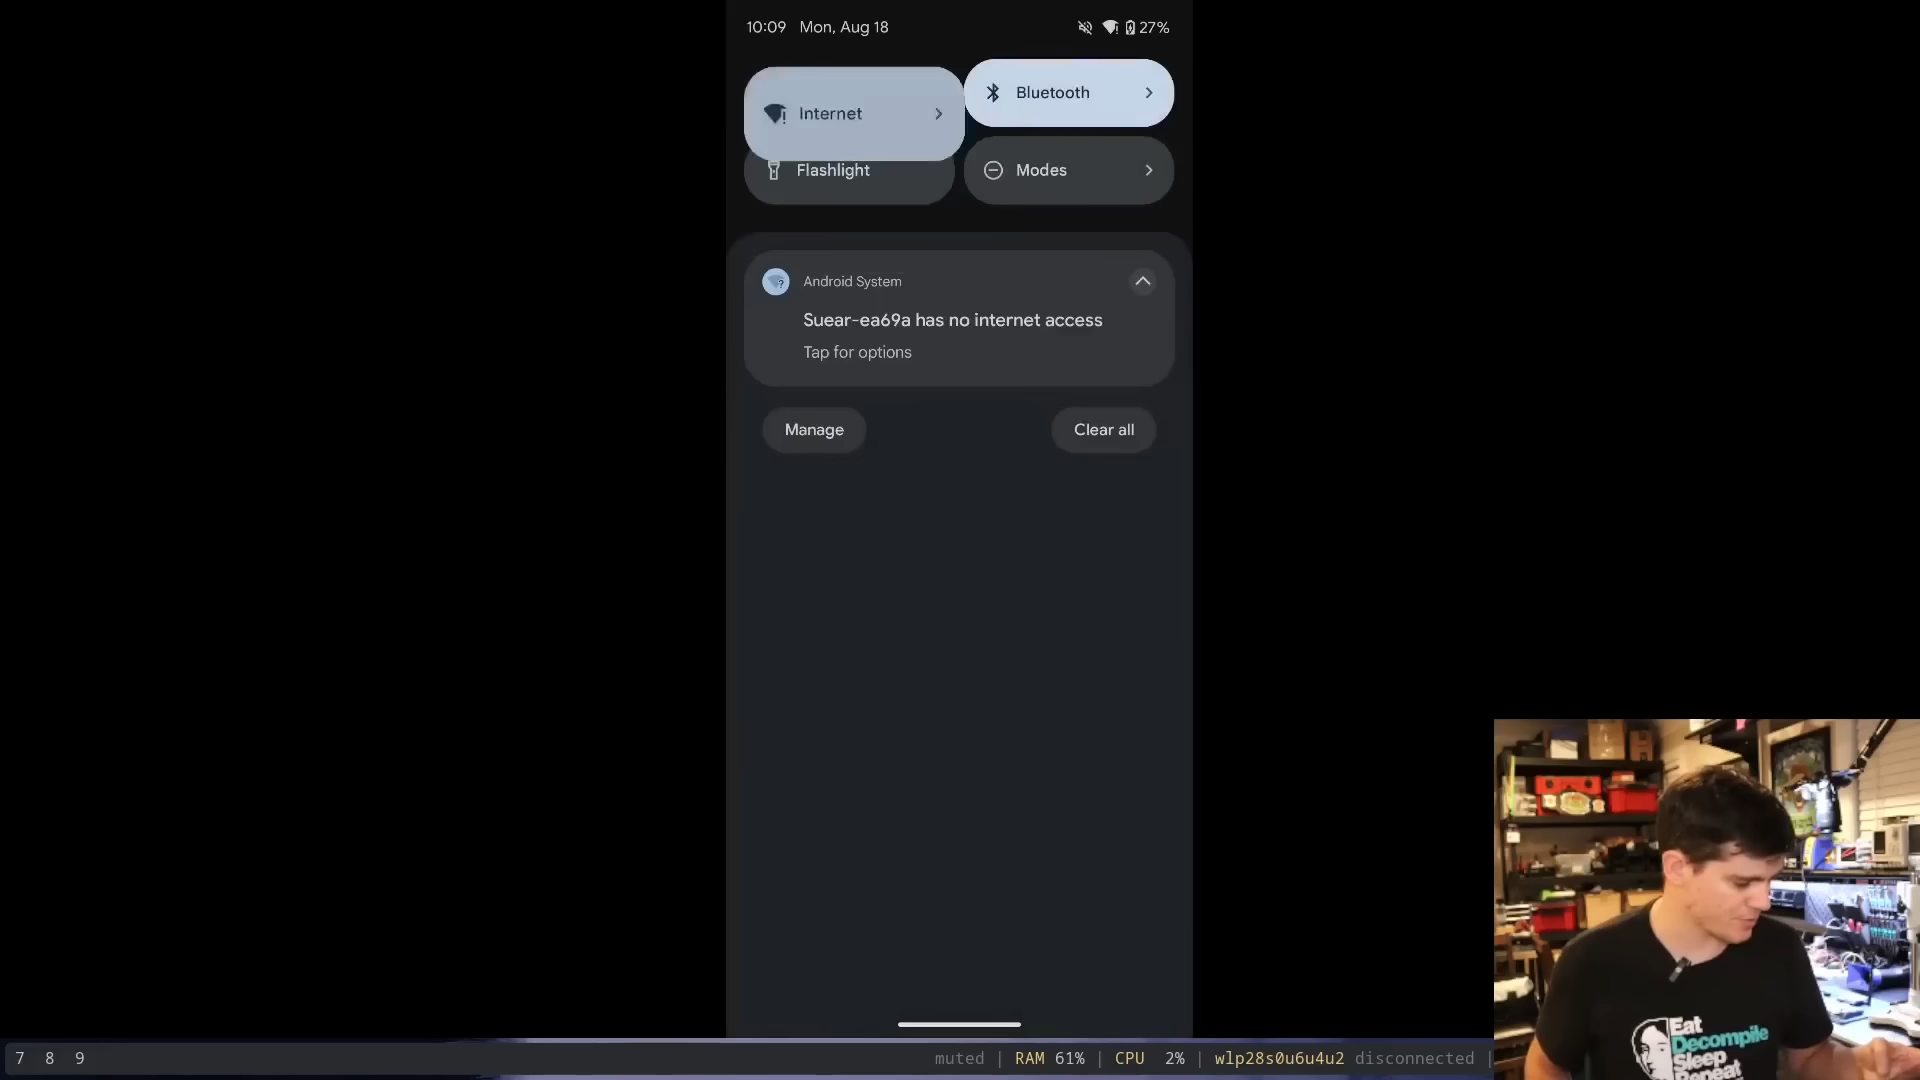 10:09 Mon, Aug 18 27%
Internet
Bluetooth
Flashlight
Modes
Android System
Suear-ea69a has no internet access
Tap for options
Manage
Clear all
7 8 9
muted | RAM 61% | CPU 2% | wlp28s0u6u4u2 disconnected |
Eat
Decompile
Sleep
Repeat